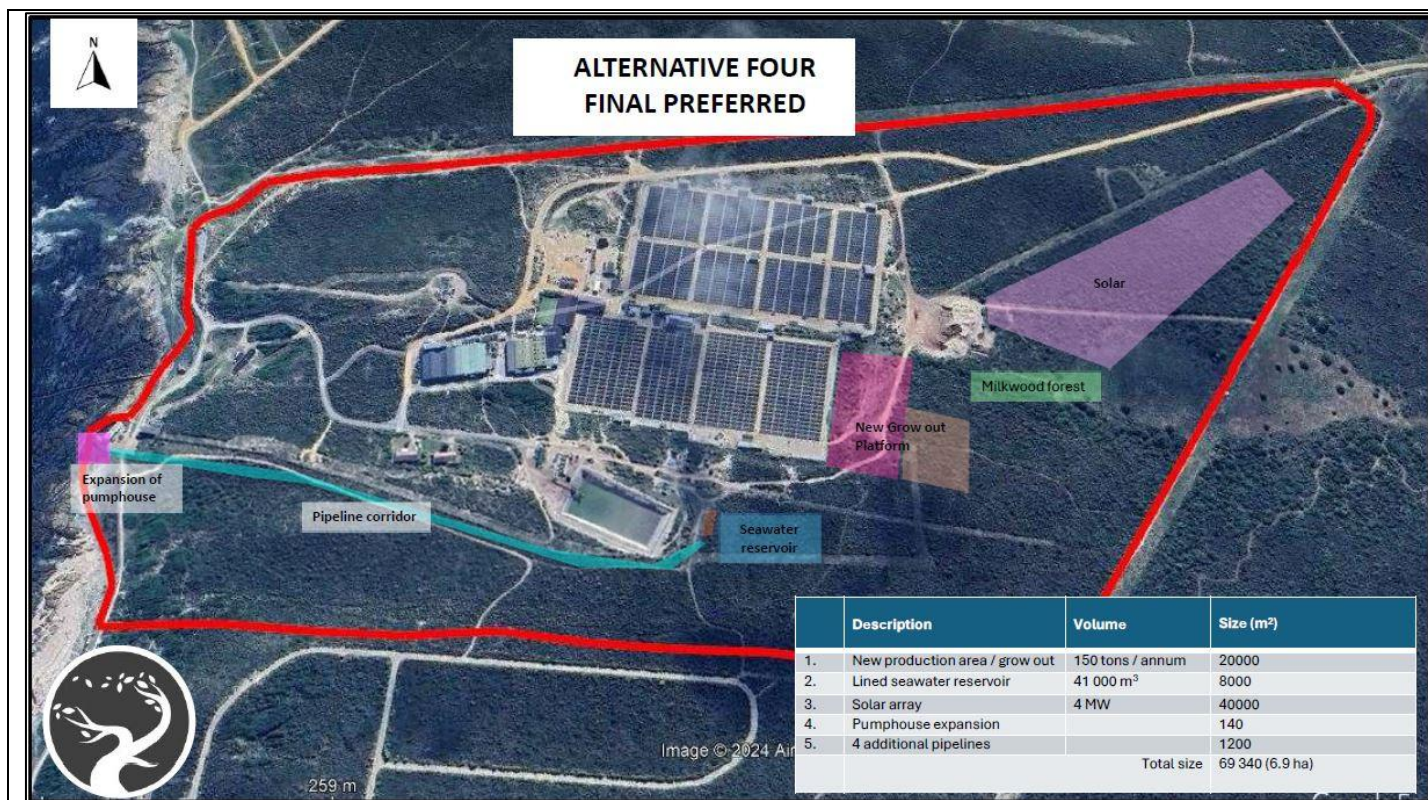 N
ALTERNATIVE FOUR
FINAL PREFERRED
Solar
Milkwood forest
New Grow out
Platform
Expansion of
pumphouse
Pipeline corridor
Seawater
reservoir
Description Volume Size (m²)
1. New production area / grow out 150 tons / annum 20000
2. Lined seawater reservoir 41 000 m³ 8000
3. Solar array 4 MW 40000
4. Pumphouse expansion 140
5. 4 additional pipelines 1200
Total size 69 340 (6.9 ha)
Image © 2024 Air
259 m